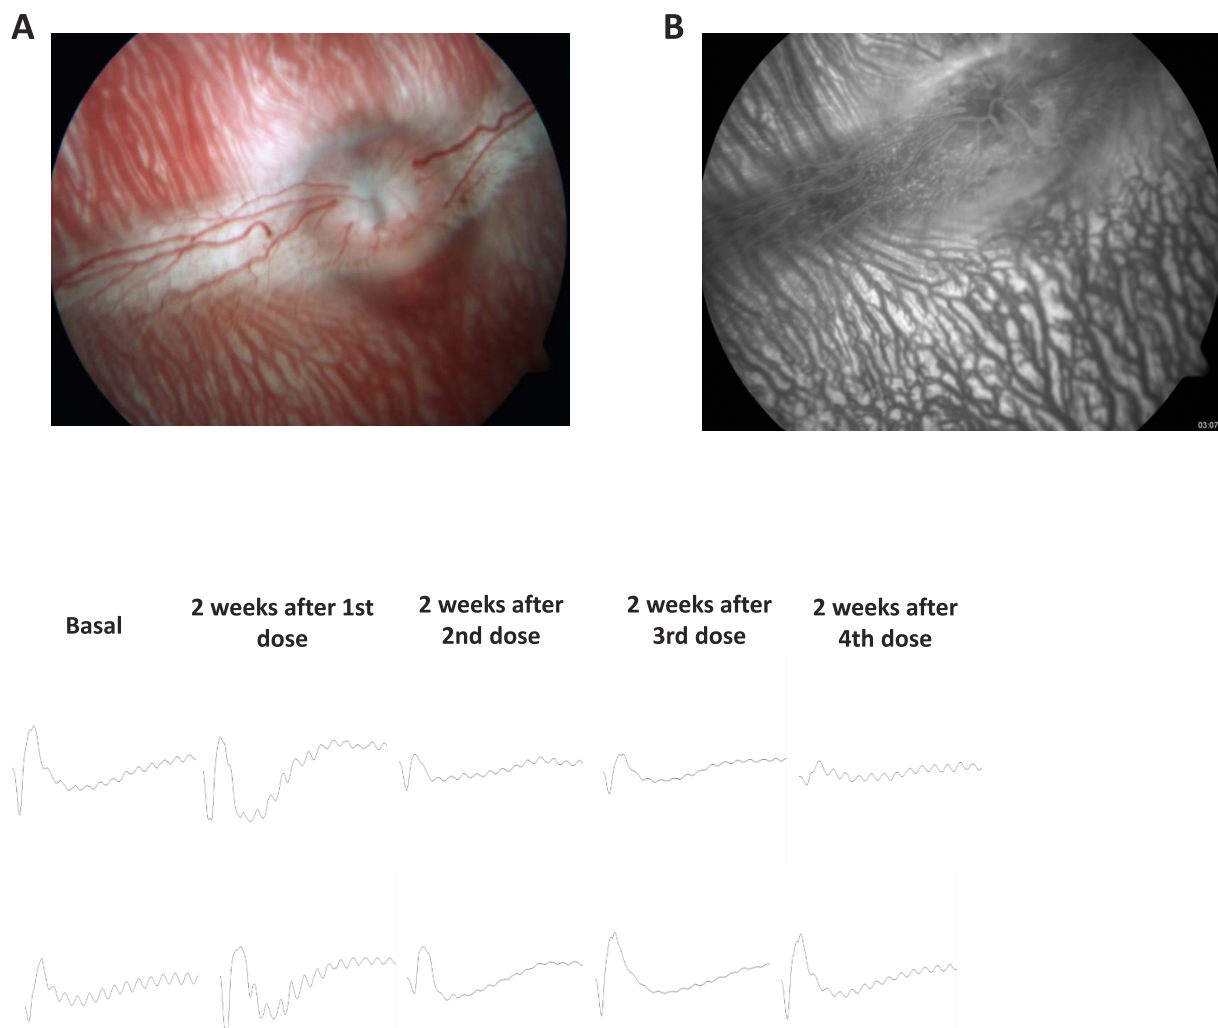 A
B
03:07
Basal
2 weeks after 1st
dose
2 weeks after
2nd dose
2 weeks after
3rd dose
2 weeks after
4th dose